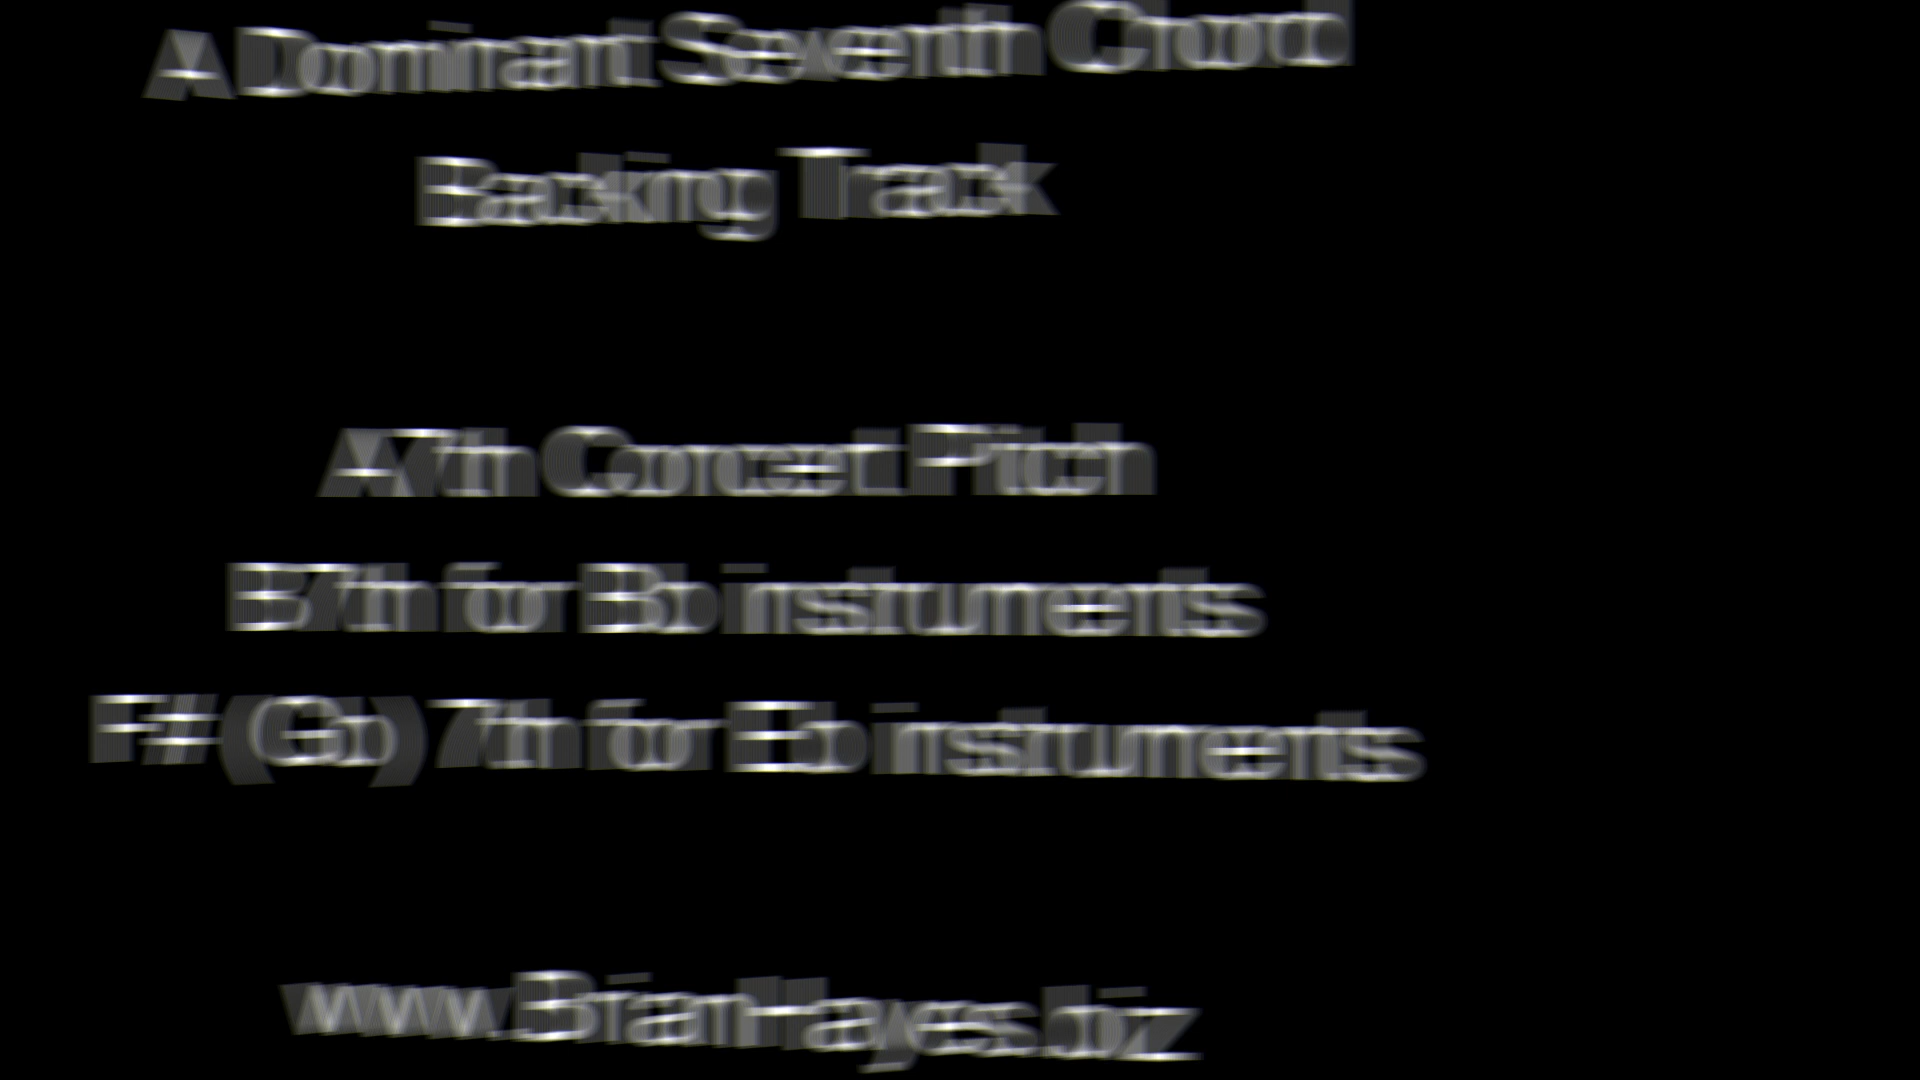 A Dominant Seventh Chord
Backing Track
A7th Concert Pitch
B7th for Bb instruments
F# (Gb) 7th for Eb instruments
www.BrianHayes.biz